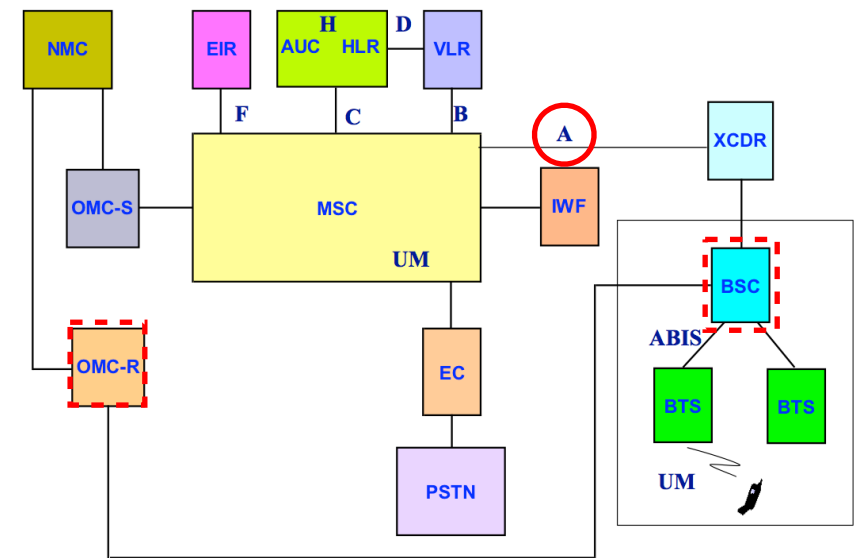 H
D
NMC
EIR
AUC HLR
VLR
F
C
B
A
XCDR
OMC-S
MSC
IWF
UM
BSC
ABIS
OMC-R
EC
BTS
BTS
UM
PSTN